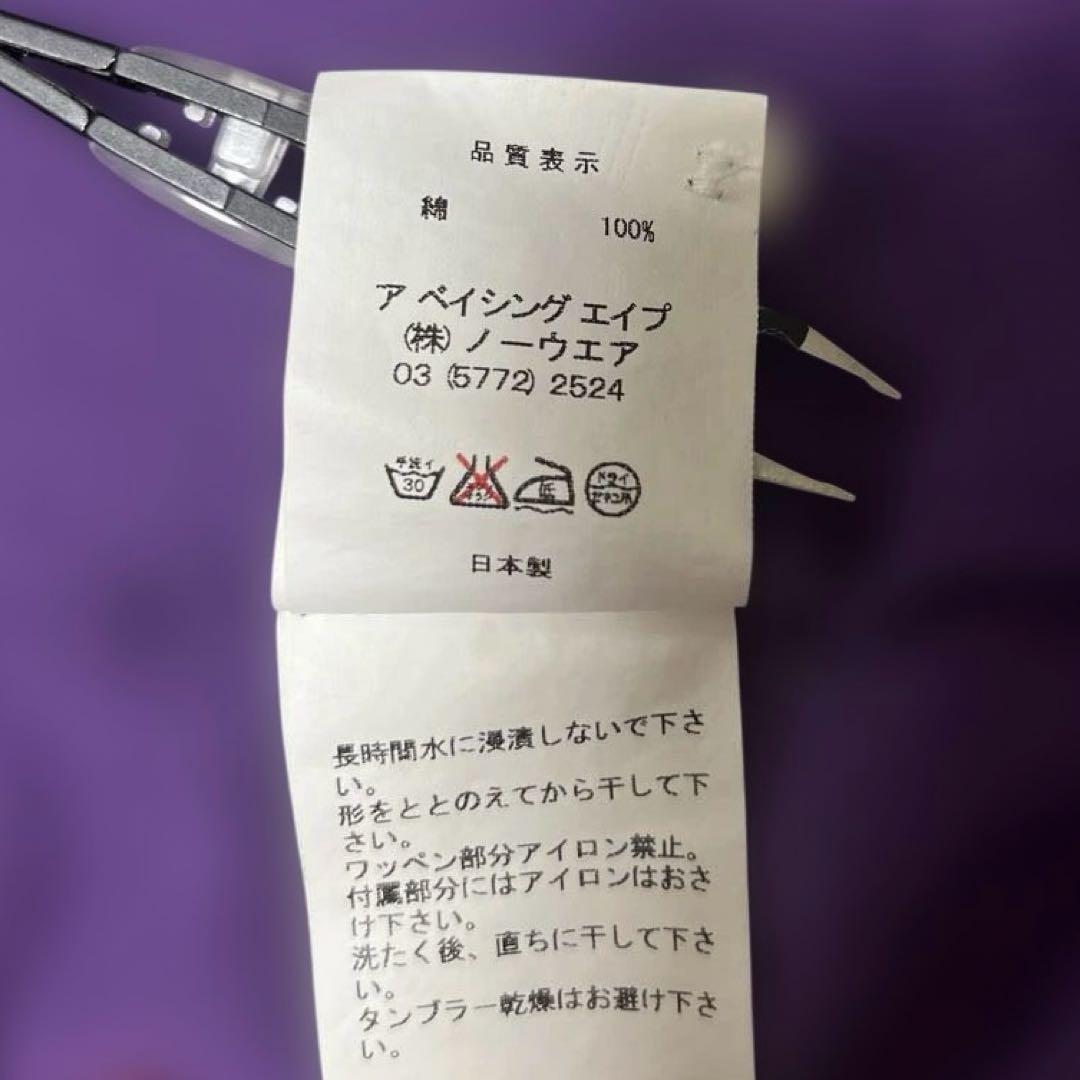 品質表示
綿 100%
ア ベイシング エイプ
(株) ノーウエア
03 (5772) 2524
手洗イ
30
低
ドライ
日本製
長時間水に浸漬しないで下さ
い。
形をととのえてから干して下
さい。
ワッペン部分アイロン禁止。
付属部分にはアイロンはおさ
け下さい。
洗たく後、直ちに干して下さ
い。
タンブラー乾燥はお避け下さ
い。